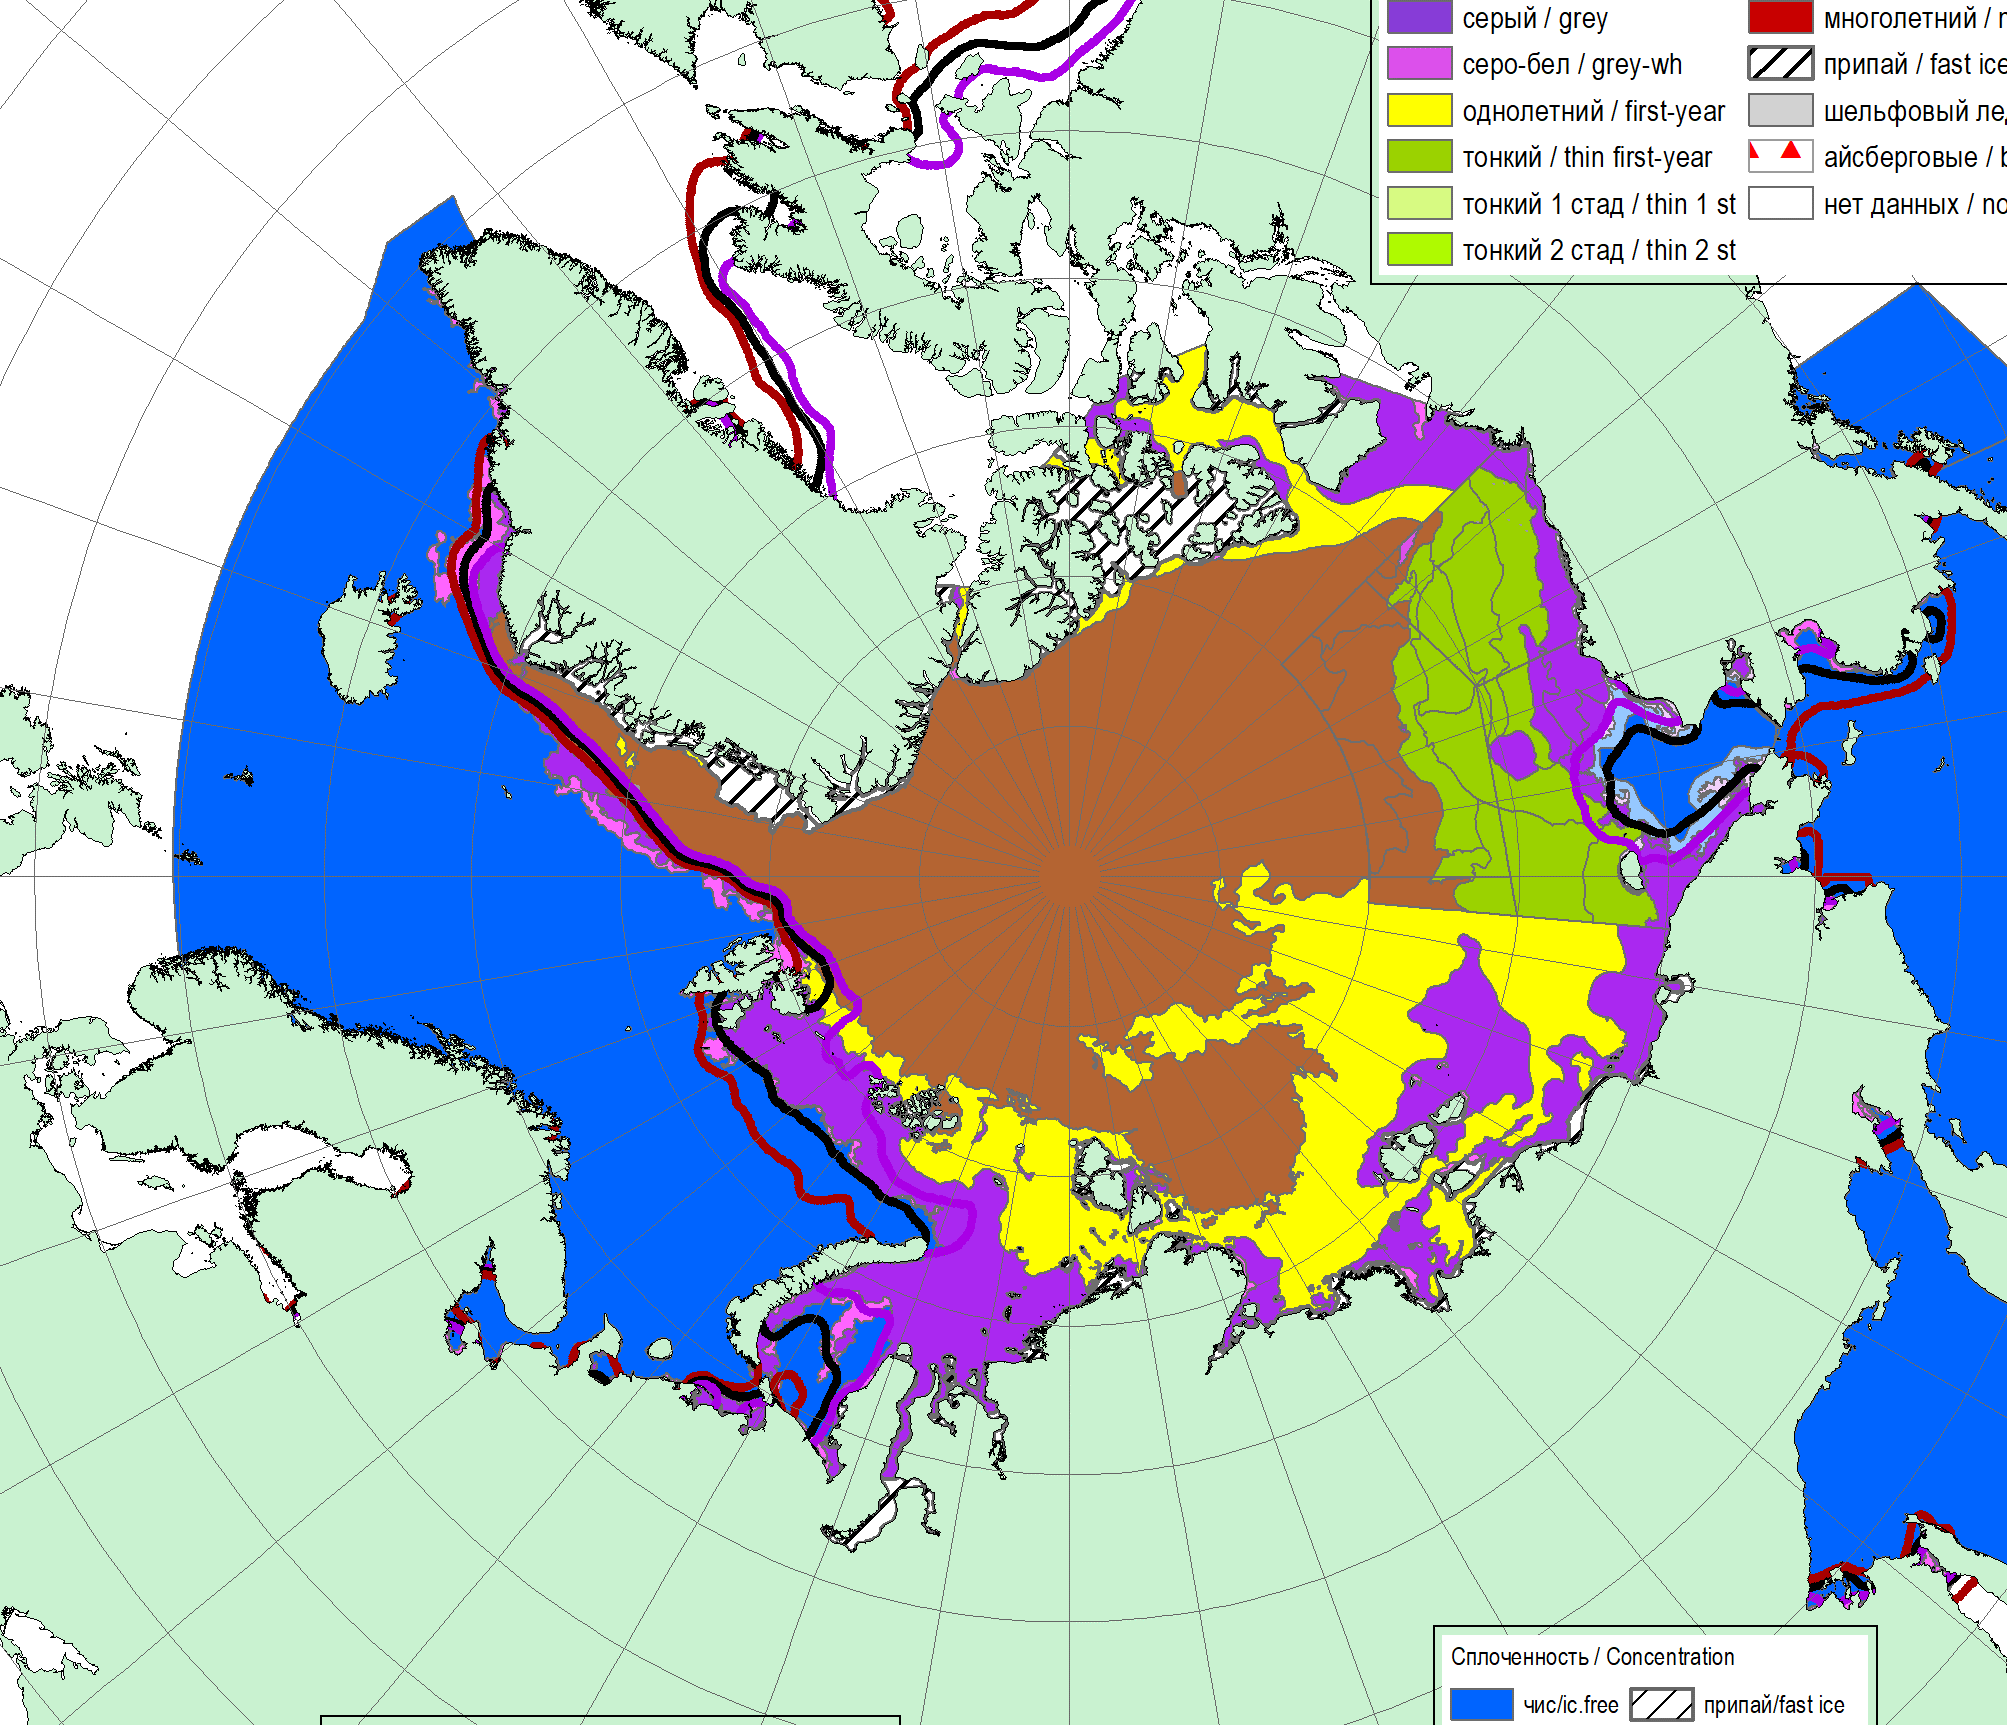 серый / grey
серо-бел / grey-wh
однолетний / first-year
тонкий / thin first-year
тонкий 1 стад / thin 1 st
тонкий 2 стад / thin 2 st
многолетний /
припай / fast ice
шельфовый
айсберговые /
нет данных /
Сплоченность / Concentration
чис/ic.free
припай/fast ice